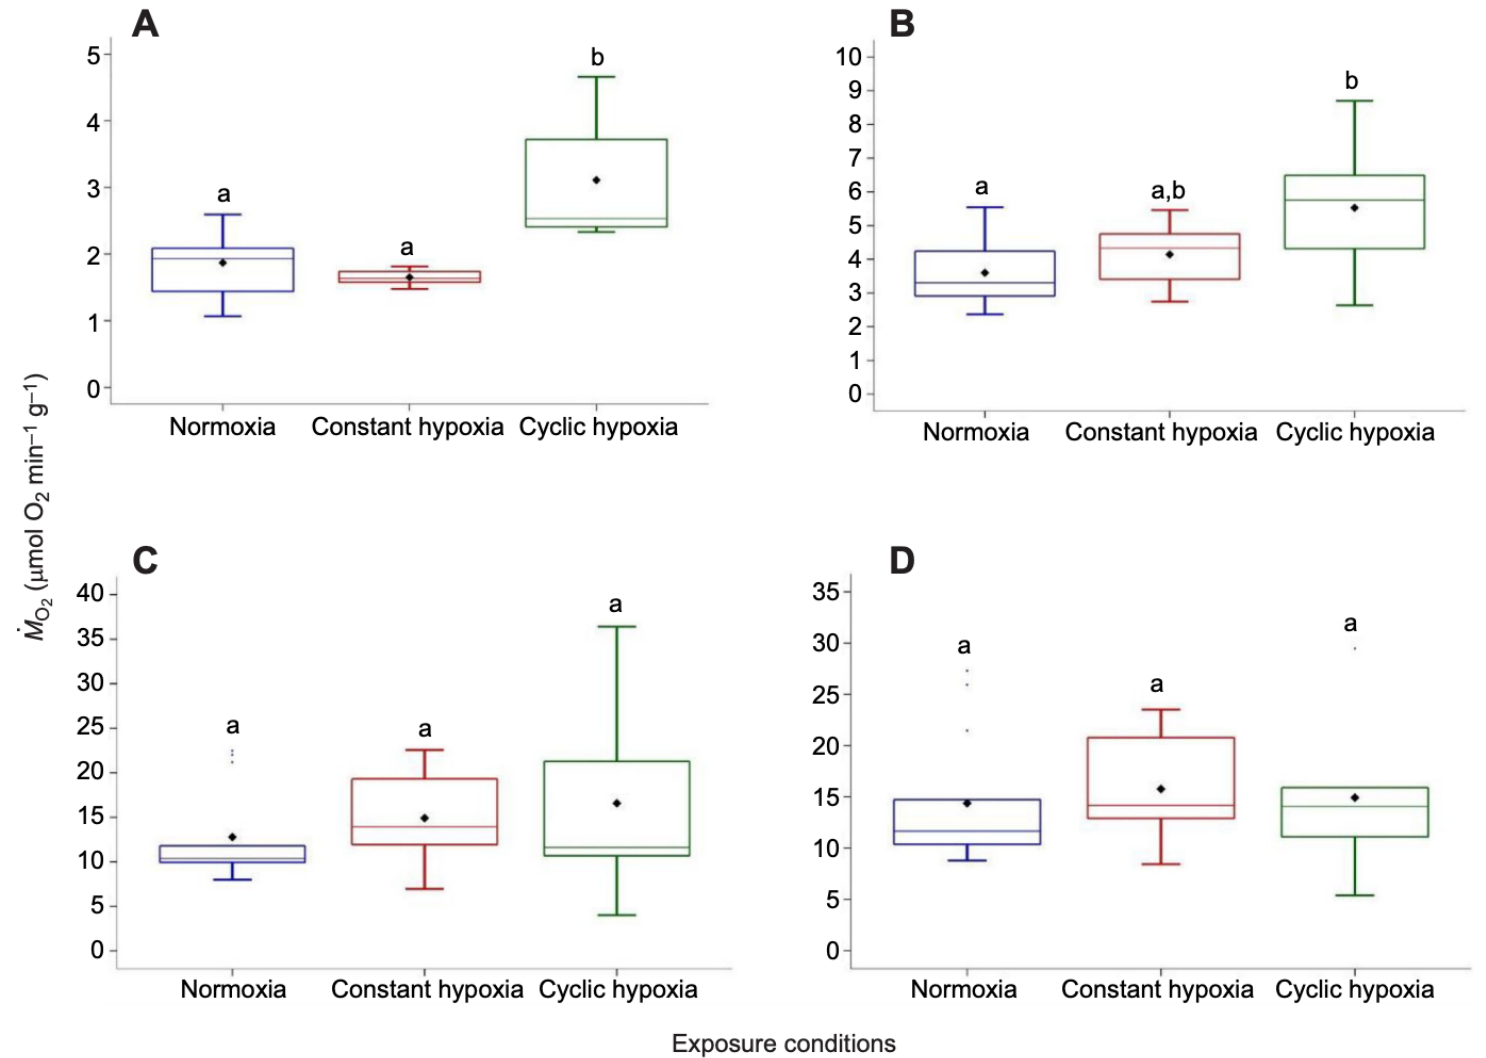 A
5
4
3
2
1
0
a
a
b
Normoxia
Constant hypoxia
Cyclic hypoxia
B
10
9
8
7
6
5
4
3
2
1
0
a
a,b
b
Normoxia
Constant hypoxia
Cyclic hypoxia
ṀO₂ (μmol O₂ min⁻¹ g⁻¹)
C
40
35
30
25
20
15
10
5
0
a
a
a
Normoxia
Constant hypoxia
Cyclic hypoxia
D
35
30
25
20
15
10
5
0
a
a
a
Normoxia
Constant hypoxia
Cyclic hypoxia
Exposure conditions